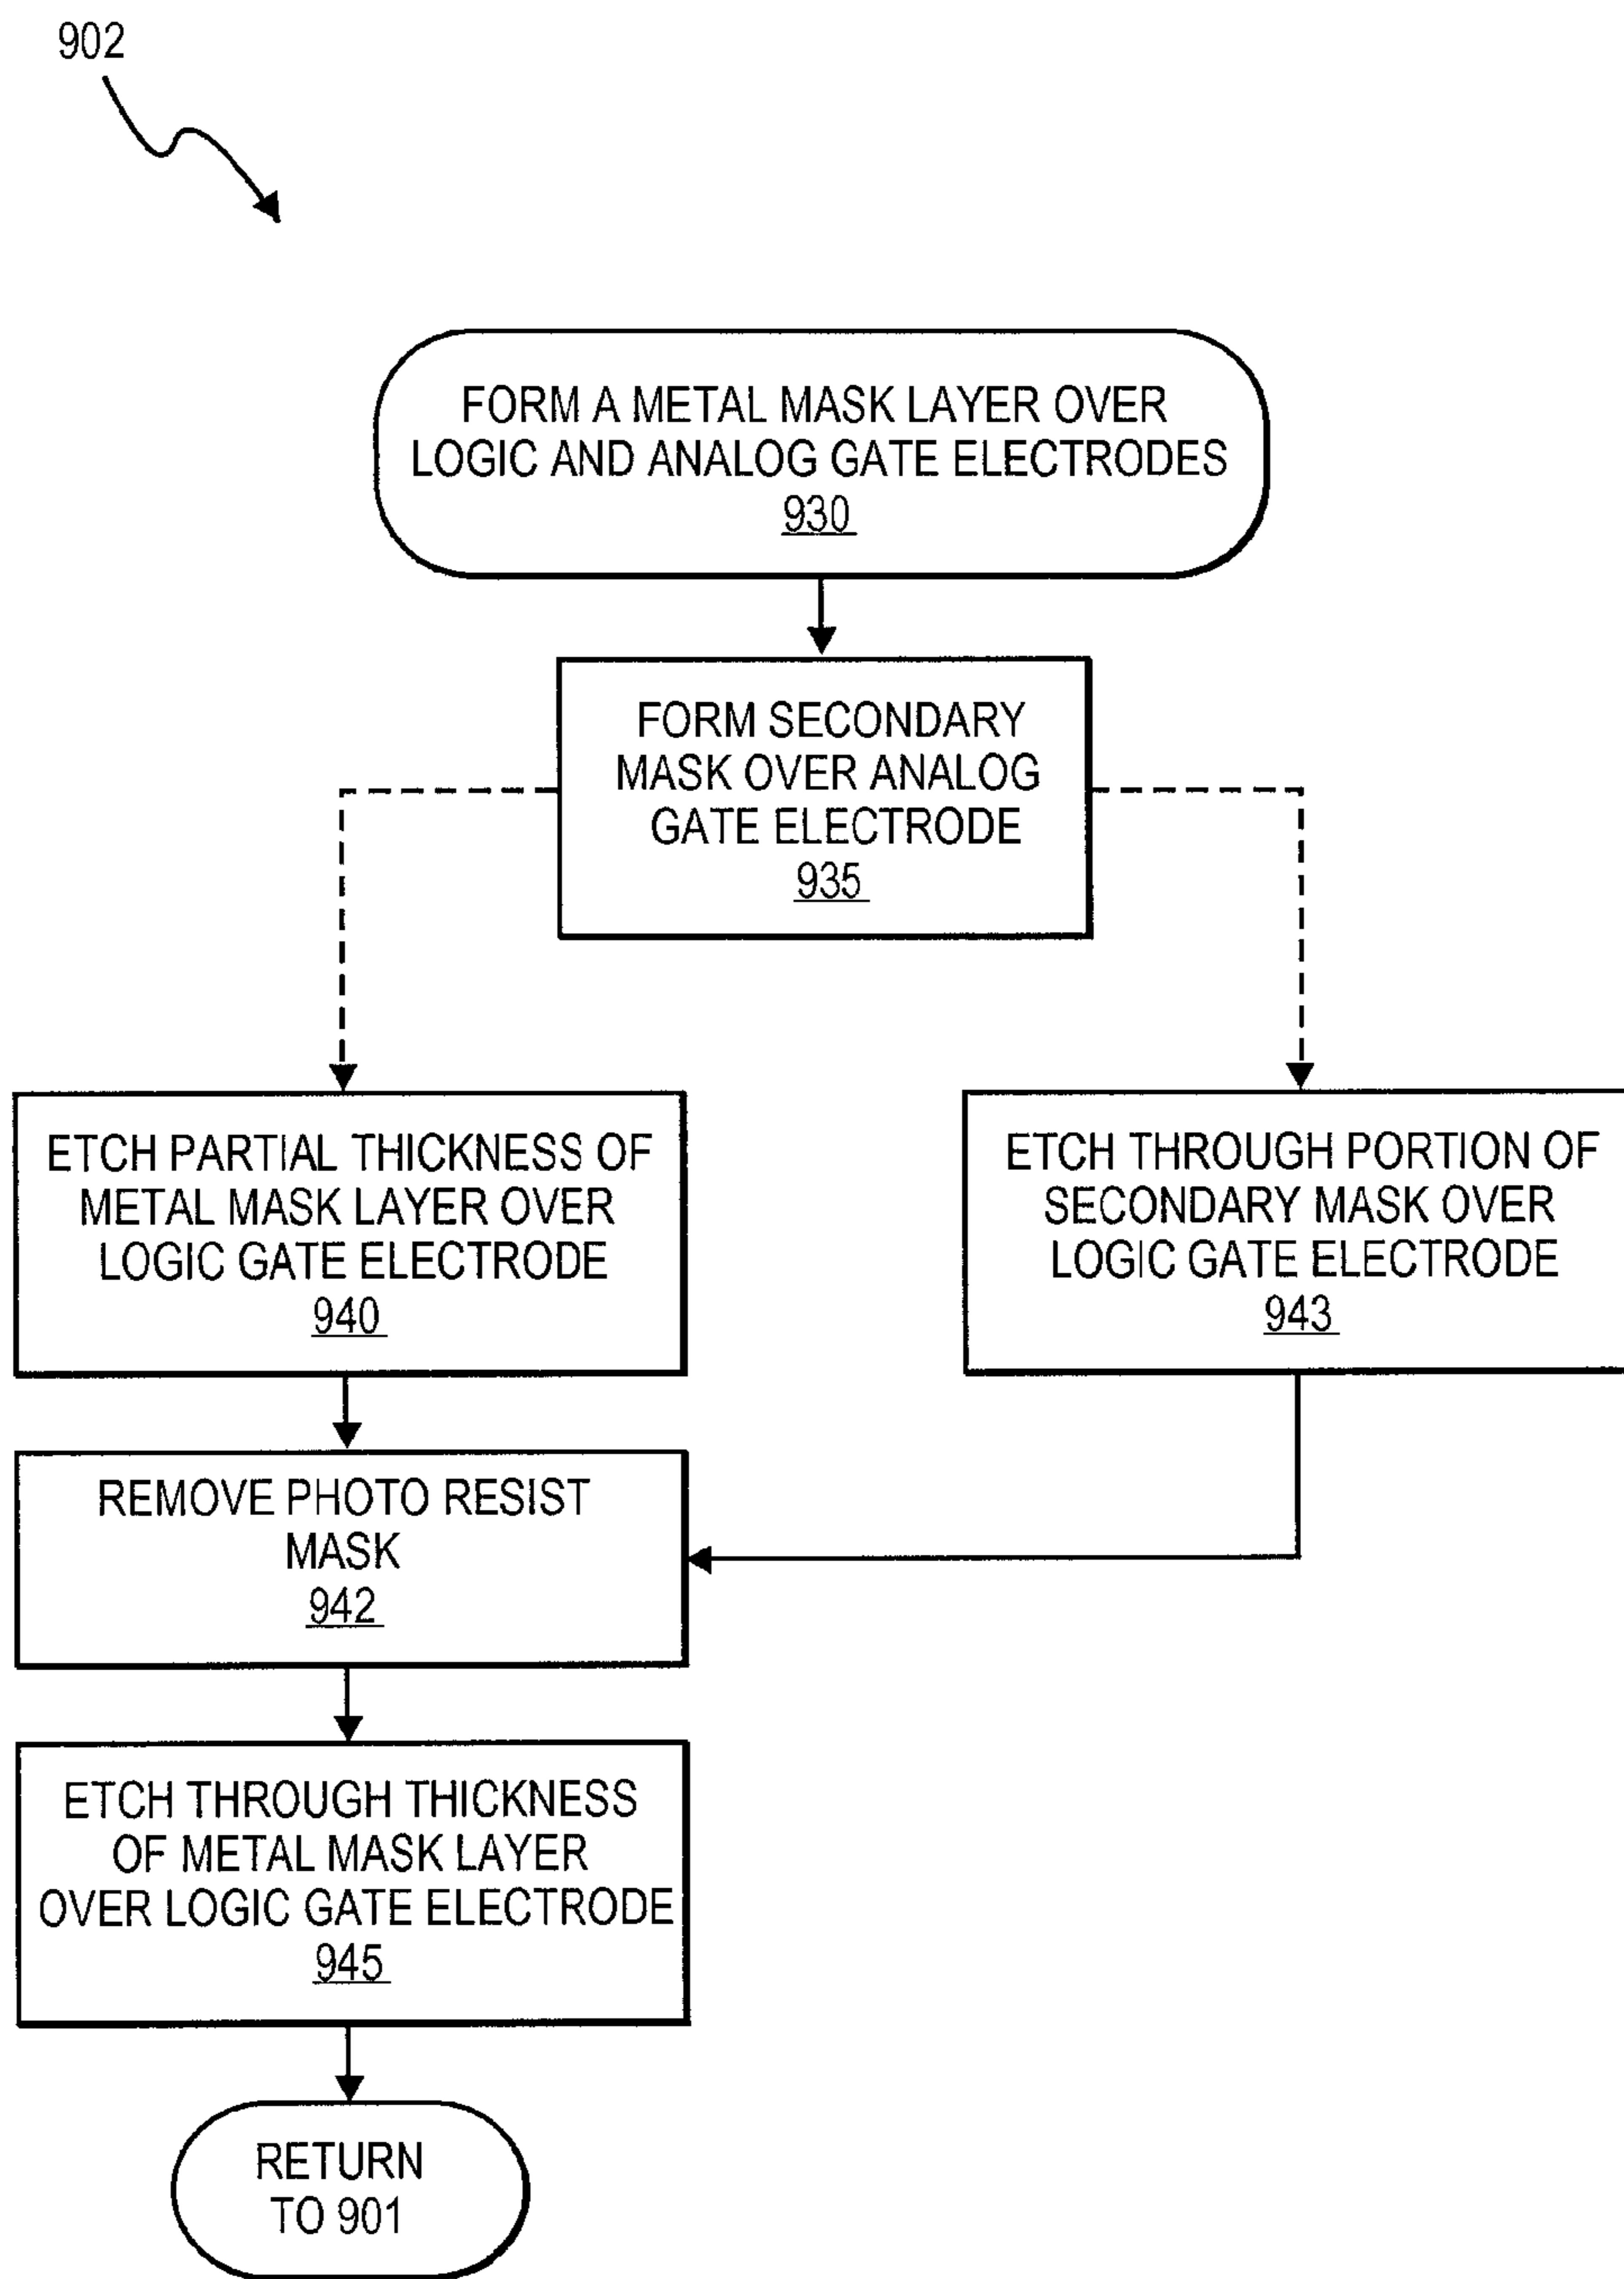 902
FORM A METAL MASK LAYER OVER
LOGIC AND ANALOG GATE ELECTRODES
930
FORM SECONDARY
MASK OVER ANALOG
GATE ELECTRODE
935
ETCH PARTIAL THICKNESS OF
METAL MASK LAYER OVER
LOGIC GATE ELECTRODE
940
ETCH THROUGH PORTION OF
SECONDARY MASK OVER
LOGIC GATE ELECTRODE
943
REMOVE PHOTO RESIST
MASK
942
ETCH THROUGH THICKNESS
OF METAL MASK LAYER
OVER LOGIC GATE ELECTRODE
945
RETURN
TO 901